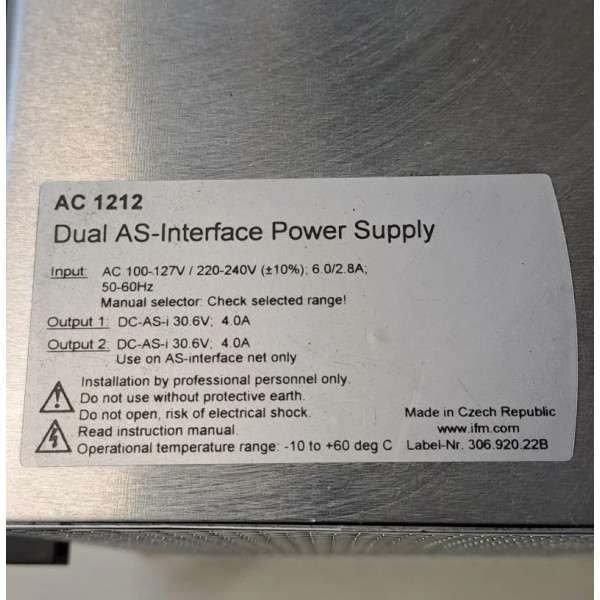 AC 1212
Dual AS-Interface Power Supply
Input: AC 100-127V / 220-240V (±10%); 6.0/2.8A;
50-60Hz
Manual selector: Check selected range!
Output 1: DC-AS-i 30.6V; 4.0A
Output 2: DC-AS-i 30.6V; 4.0A
Use on AS-interface net only
Installation by professional personnel only.
Do not use without protective earth.
Do not open, risk of electrical shock.
Read instruction manual.
Operational temperature range: -10 to +60 deg C
Made in Czech Republic
www.ifm.com
Label-Nr. 306.920.22B